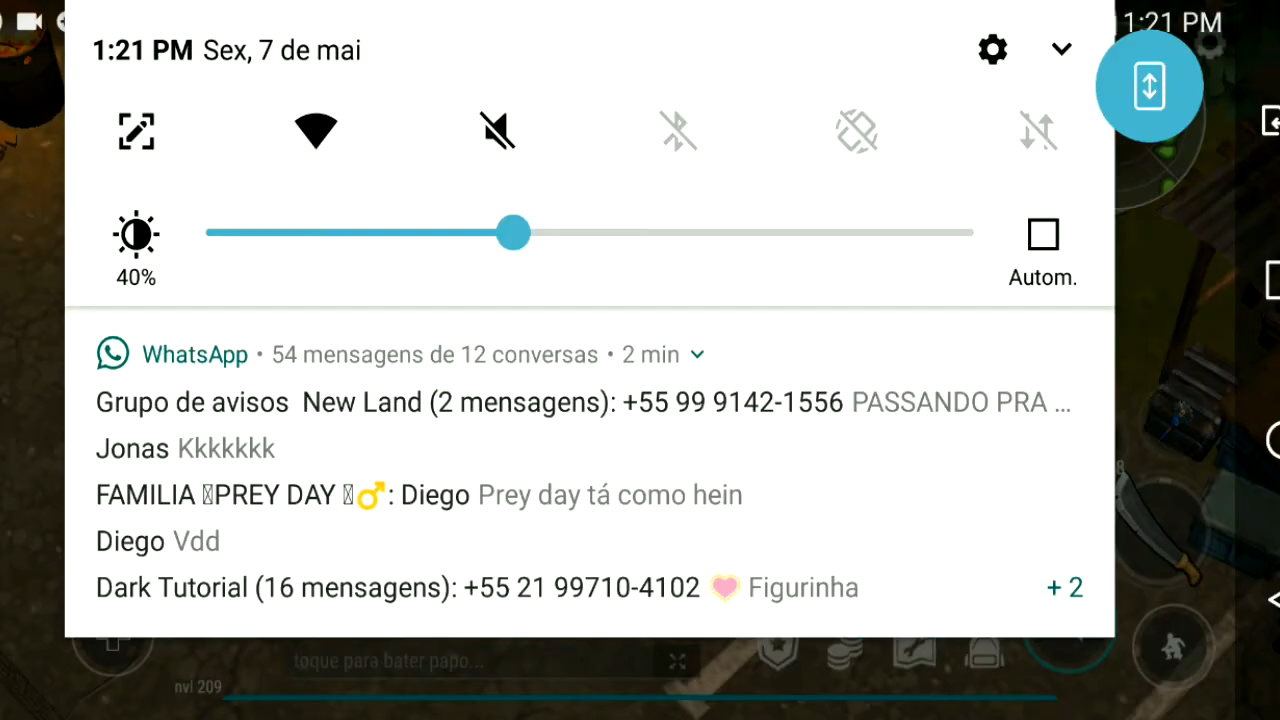 1:21 PM
1:21 PM Sex, 7 de mai
40%
Autom.
WhatsApp • 54 mensagens de 12 conversas • 2 min
Grupo de avisos New Land (2 mensagens): +55 99 9142-1556 PASSANDO PRA ...
Jonas Kkkkkkk
FAMILIA PREY DAY ♂: Diego Prey day tá como hein
Diego Vdd
Dark Tutorial (16 mensagens): +55 21 99710-4102 Figurinha + 2
toque para bater papo...
nvl 209